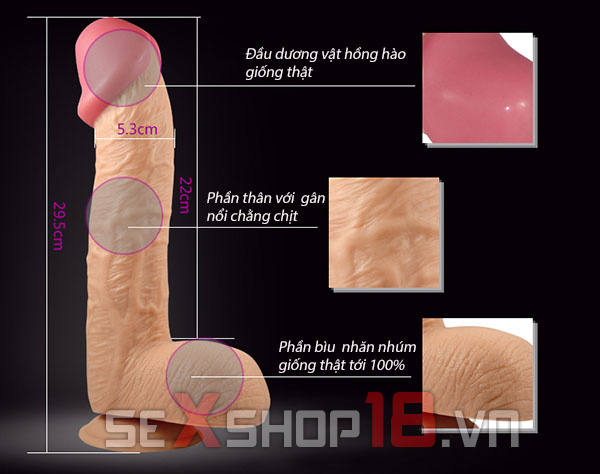 Đầu dương vật hồng hào
giống thật
5.3cm
22cm
29.5cm
Phần thân với gân
nổi chằng chịt
Phần bìu nhăn nhúm
giống thật tới 100%
seXshop18.vn